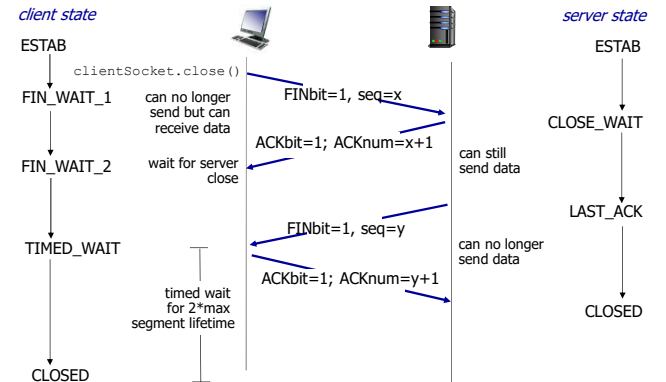 client state
server state
ESTAB
ESTAB
clientSocket.close()
FIN_WAIT_1
can no longer
send but can
receive data
FINbit=1, seq=x
CLOSE_WAIT
ACKbit=1; ACKnum=x+1
FIN_WAIT_2
wait for server
close
can still
send data
LAST_ACK
FINbit=1, seq=y
TIMED_WAIT
can no longer
send data
ACKbit=1; ACKnum=y+1
timed wait
for 2*max
segment lifetime
CLOSED
CLOSED